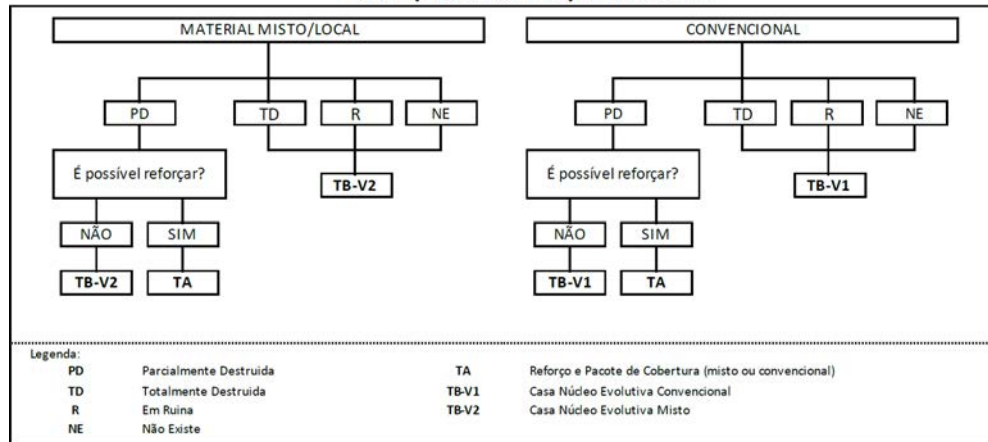 MATERIAL MISTO/LOCAL
PD
TD
R
NE
É possível reforçar?
TB-V2
NÃO
SIM
TB-V2
TA
CONVENCIONAL
PD
TD
R
NE
É possível reforçar?
TB-V1
NÃO
SIM
TB-V1
TA
Legenda:
PD Parcialmente Destruida
TD Totalmente Destruida
R Em Ruina
NE Não Existe
TA Reforço e Pacote de Cobertura (misto ou convencional)
TB-V1 Casa Núcleo Evolutiva Convencional
TB-V2 Casa Núcleo Evolutiva Misto